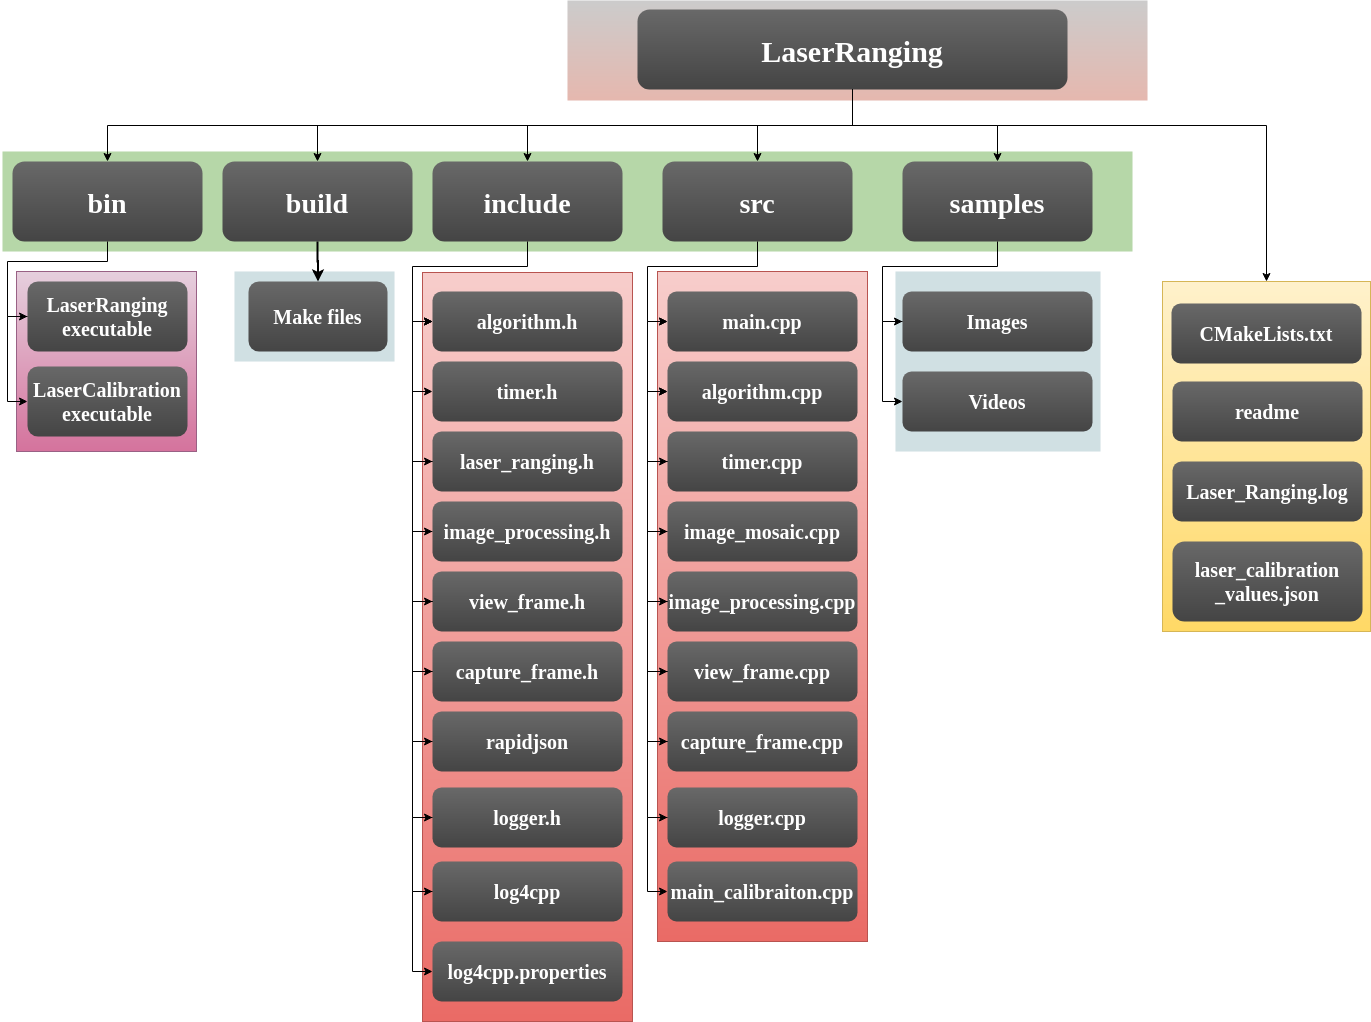 LaserRanging
bin
build
include
src
samples
LaserRanging
executable
LaserCalibration
executable
Make files
algorithm.h
timer.h
laser_ranging.h
image_processing.h
view_frame.h
capture_frame.h
rapidjson
logger.h
log4cpp
log4cpp.properties
main.cpp
algorithm.cpp
timer.cpp
image_mosaic.cpp
image_processing.cpp
view_frame.cpp
capture_frame.cpp
logger.cpp
main_calibraiton.cpp
Images
Videos
CMakeLists.txt
readme
Laser_Ranging.log
laser_calibration
_values.json